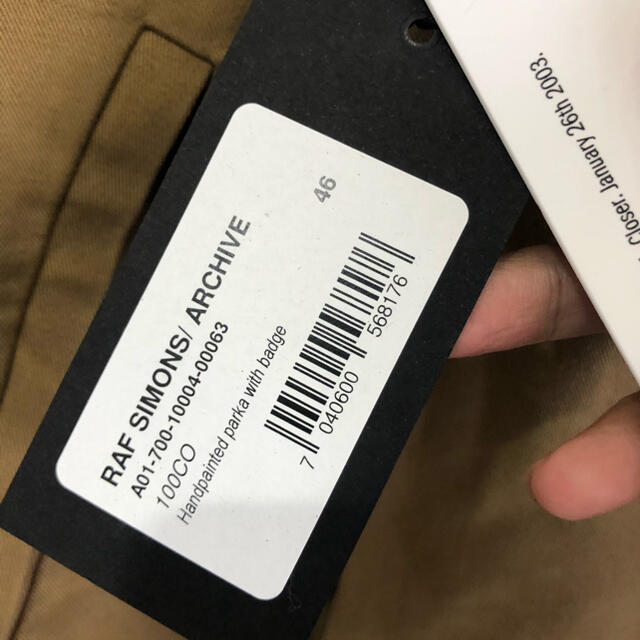 RAF SIMONS/ ARCHIVE
A01-700-10004-00063
100CO
Handpainted parka with badge
46
7 040600 568176
Closer. January 26th 2003.